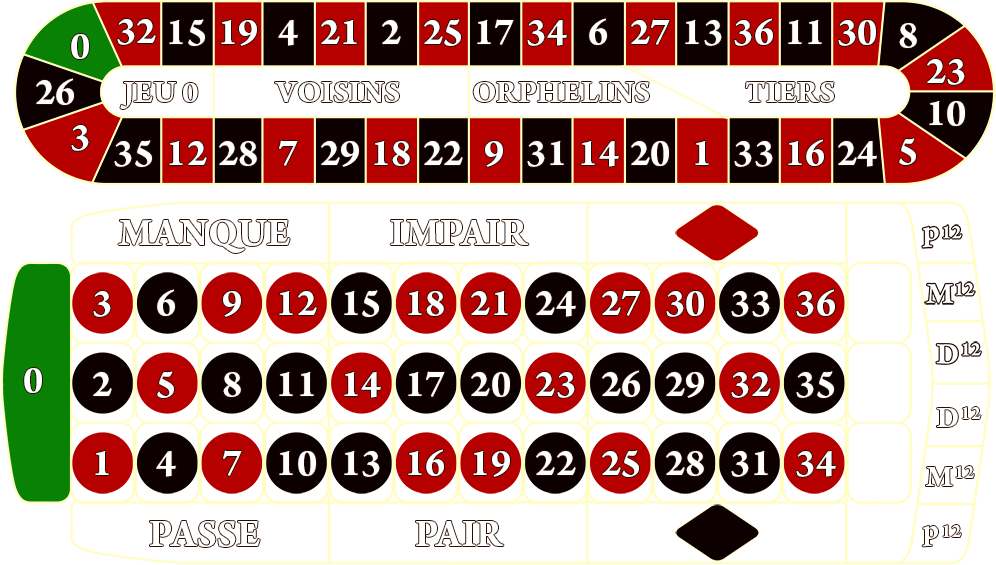 0 32 15 19 4 21 2 25 17 34 6 27 13 36 11 30 8
23
26 JEU 0 VOISINS ORPHELINS TIERS
10
3 35 12 28 7 29 18 22 9 31 14 20 1 33 16 24 5
MANQUE IMPAIR P12
3 6 9 12 15 18 21 24 27 30 33 36 M12
D12
0 2 5 8 11 14 17 20 23 26 29 32 35
D12
1 4 7 10 13 16 19 22 25 28 31 34 M12
PASSE PAIR P12